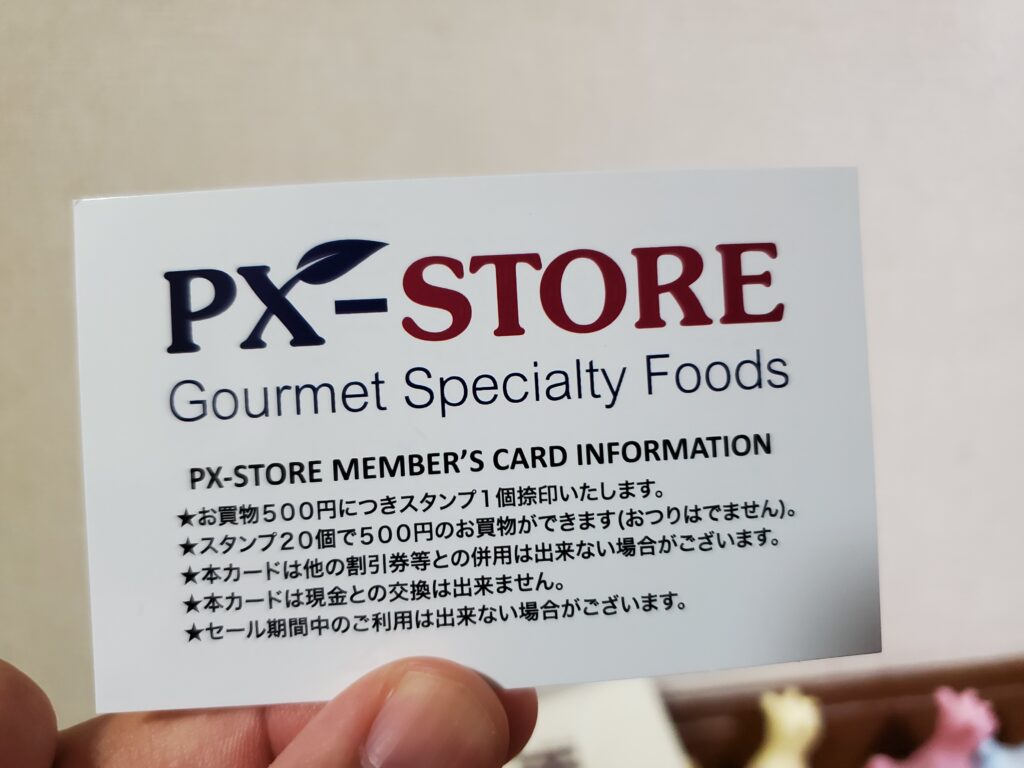 PX-STORE
Gourmet Specialty Foods
PX-STORE MEMBER'S CARD INFORMATION
★お買物500円につきスタンプ1個捺印いたします。
★スタンプ20個で500円のお買物ができます(おつりはでません)。
★本カードは他の割引券等との併用は出来ない場合がございます。
★本カードは現金との交換は出来ません。
★セール期間中のご利用は出来ない場合がございます。